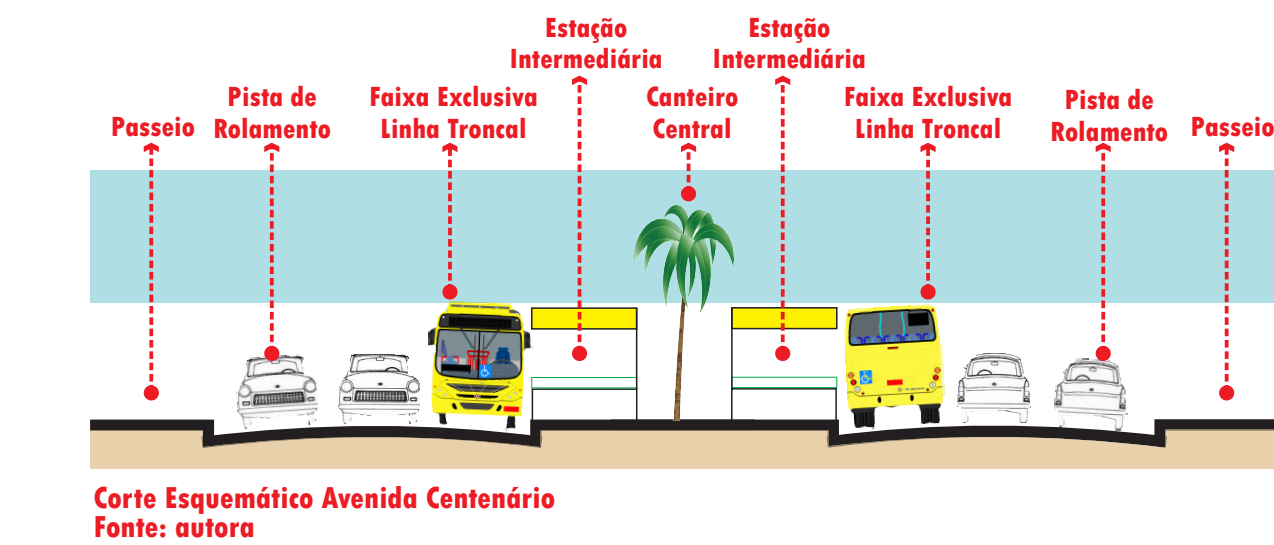 Passeio
Pista de
Rolamento
Faixa Exclusiva
Linha Troncal
Estação
Intermediária
Canteiro
Central
Estação
Intermediária
Faixa Exclusiva
Linha Troncal
Pista de
Rolamento
Passeio
Corte Esquemático Avenida Centenário
Fonte: autora